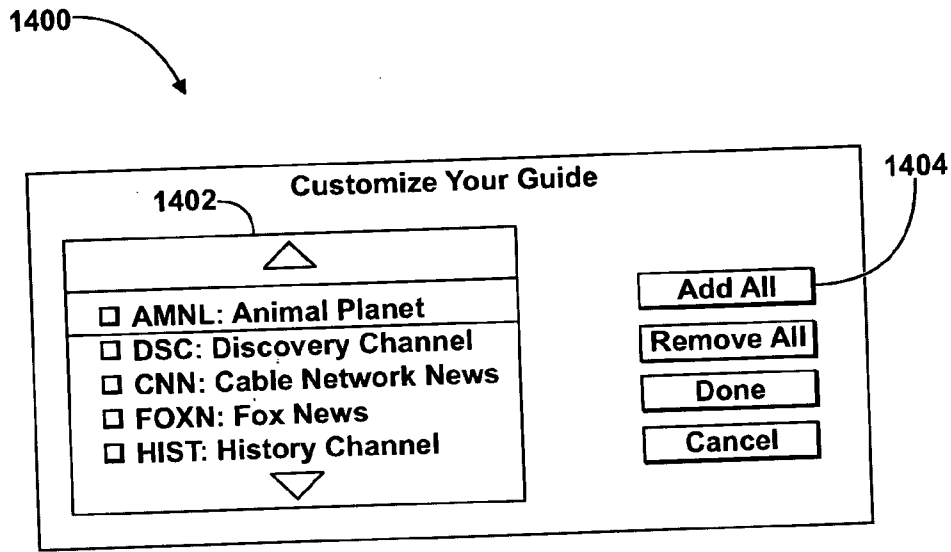 1400
Customize Your Guide
1402
1404
AMNL: Animal Planet
DSC: Discovery Channel
CNN: Cable Network News
FOXN: Fox News
HIST: History Channel
Add All
Remove All
Done
Cancel